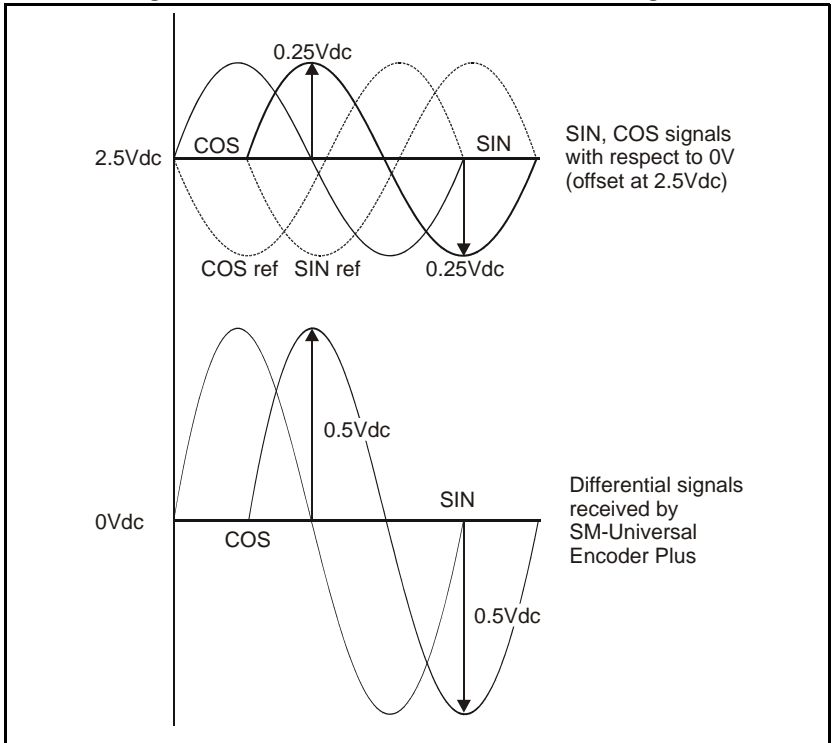 0.25Vdc
COS
SIN
2.5Vdc
SIN, COS signals
with respect to 0V
(offset at 2.5Vdc)
COS ref
SIN ref
0.25Vdc
0.5Vdc
SIN
0Vdc
COS
Differential signals
received by
SM-Universal
Encoder Plus
0.5Vdc